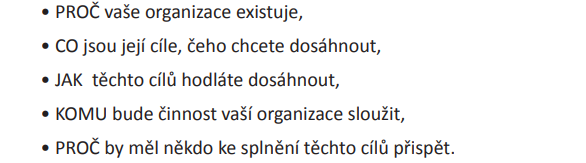 • PROČ vaše organizace existuje,
• CO jsou její cíle, čeho chcete dosáhnout,
• JAK  těchto cílů hodláte dosáhnout,
• KOMU bude činnost vaší organizace sloužit,
• PROČ by měl někdo ke splnění těchto cílů přispět.